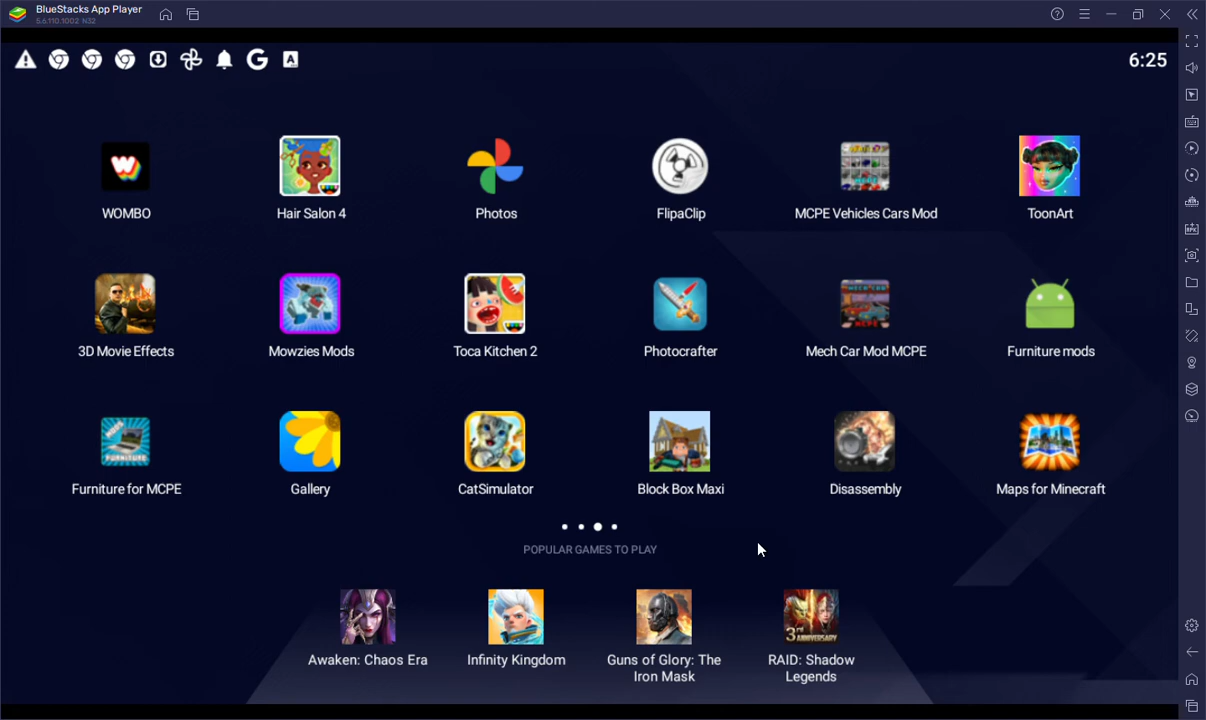 BlueStacks App Player
5.6.110.1002 N32
6:25
WOMBO
Hair Salon 4
Photos
FlipaClip
MCPE Vehicles Cars Mod
ToonArt
3D Movie Effects
Mowzies Mods
Toca Kitchen 2
Photocrafter
Mech Car Mod MCPE
Furniture mods
Furniture for MCPE
Gallery
CatSimulator
Block Box Maxi
Disassembly
Maps for Minecraft
POPULAR GAMES TO PLAY
3RD
ANNIVERSARY
Awaken: Chaos Era
Infinity Kingdom
Guns of Glory: The
Iron Mask
RAID: Shadow
Legends